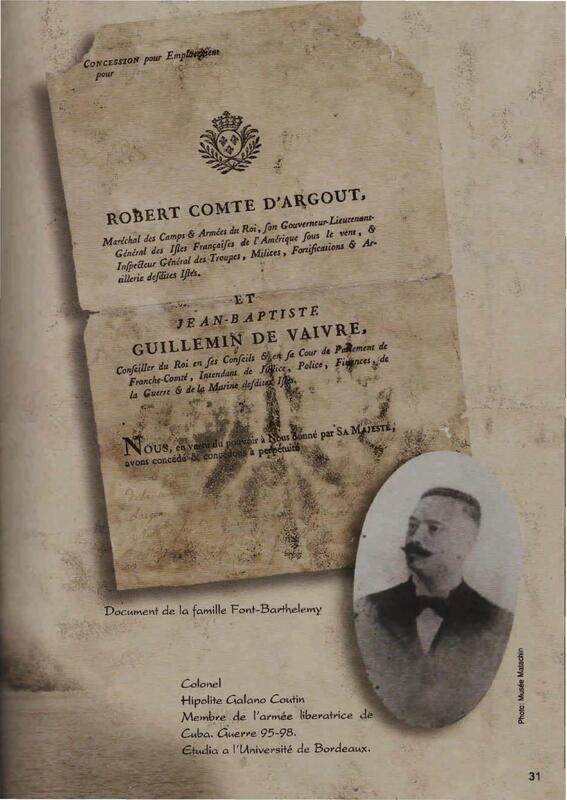 CONCESSION pour Emplacement
pour
ROBERT COMTE D'ARGOUT,
Maréchal des Camps & Armées du Roi, ſon Gouverneur-Lieutenant-
Général des Iſles Françaiſes de l'Amérique ſous le vent, &
Inſpecteur Général des Troupes, Milices, Fortifications & Ar-
tillerie deſdites Iſles.
ET
JEAN-BAPTISTE
GUILLEMIN DE VAIVRE,
Conſeiller du Roi en ſes Conſeils & en ſa Cour de Parlement de
Franche-Comté, Intendant de Juſtice, Police, Finances, de
la Guerre & de la Marine deſdites Iſles.
NOUS, en vertu du pouvoir à Nous donné par SA MAJESTÉ,
avons concédé & concédons à perpétuité
Document de la famille Font-Barthelemy
Colonel
Hipolite Galano Coutin
Membre de l'armée liberatrice de
Cuba. Guerre 95-98.
Etudia a l'Université de Bordeaux.
Photo: Musée Matachin
31